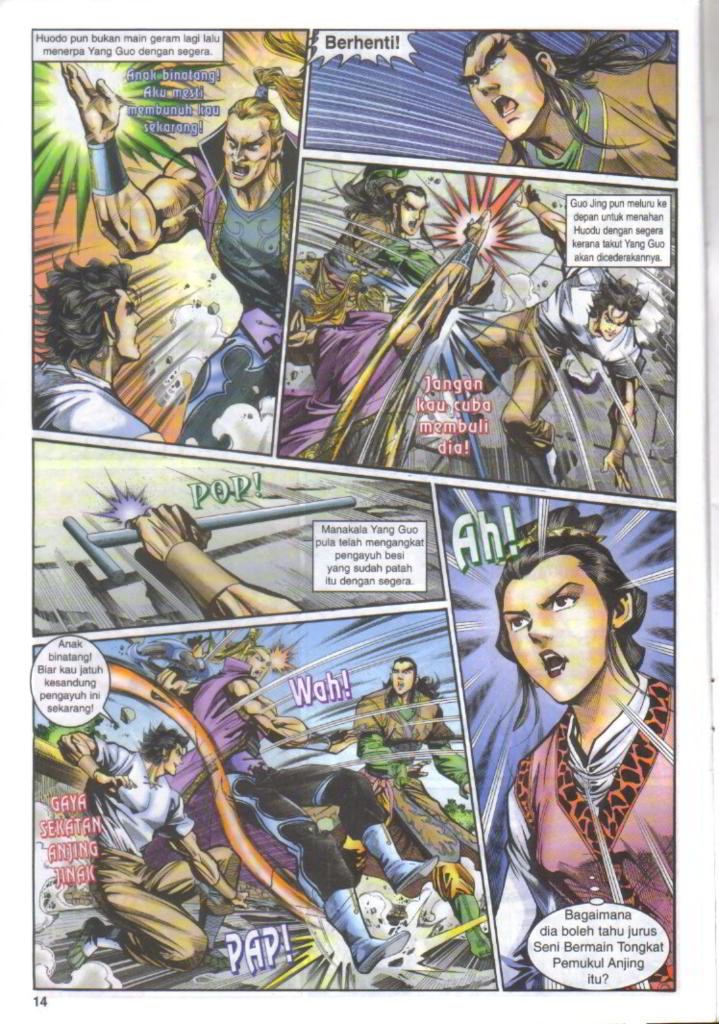 Huodo pun bukan main geram lagi lalu
menerpa Yang Guo dengan segera.
Anak binatang!
Aku mesti
membunuh kau
sekarang!
Berhenti!
Guo Jing pun meluru ke
depan untuk menahan
Huodu dengan segera
kerana takut Yang Guo
akan dicederakannya.
Jangan
kau cuba
membuli
dia!
POP!
Manakala Yang Guo
pula telah mengangkat
pengayuh besi
yang sudah patah
itu dengan segera.
Ah!
Anak
binatang!
Biar kau jatuh
kesandung
pengayuh ini
sekarang!
Wah!
GAYA
SEKATAN
ANJING
JINAK
PAP!
Bagaimana
dia boleh tahu jurus
Seni Bermain Tongkat
Pemukul Anjing
itu?
14